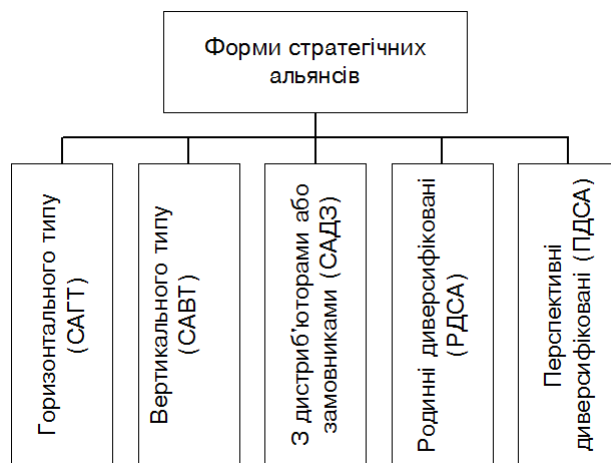 Форми стратегічних
альянсів
Горизонтального типу
(САГТ)
Вертикального типу
(САВТ)
З дистриб’юторами або
замовниками (САДЗ)
Родинні диверсифіковані
(РДСА)
Перспективні
диверсифіковані (ПДСА)